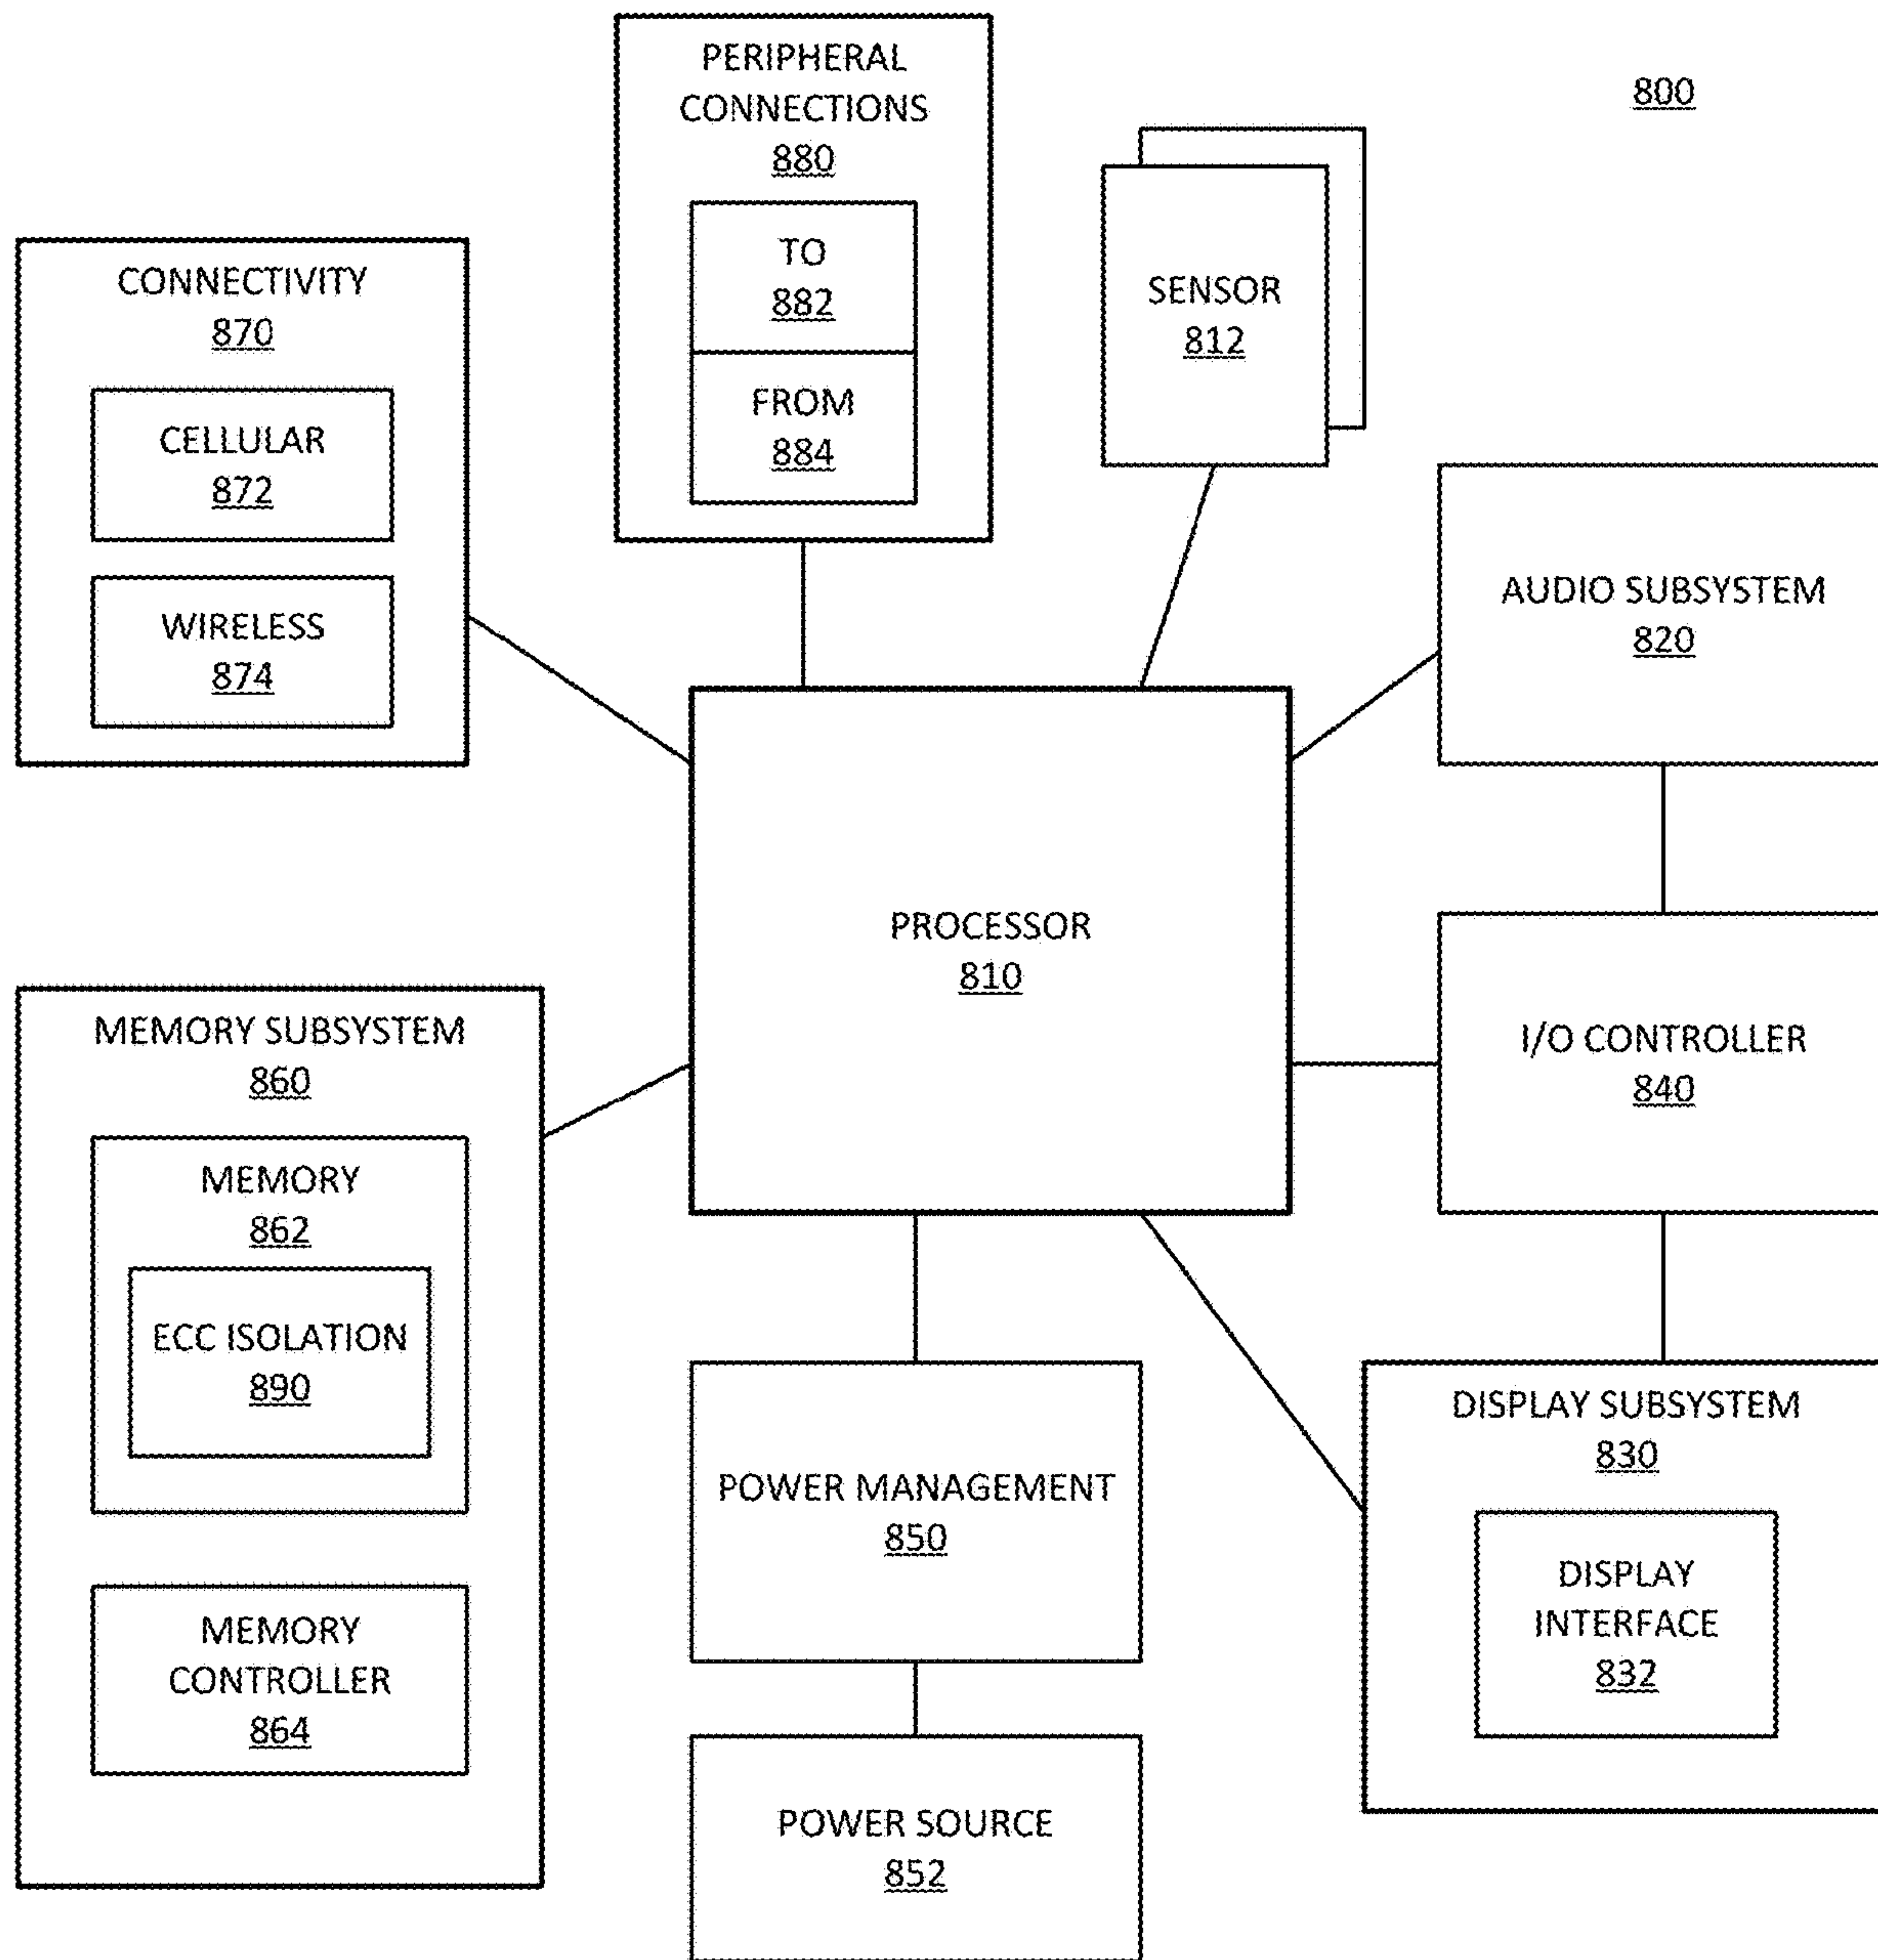 800
PERIPHERAL
CONNECTIONS
880
TO
882
FROM
884
SENSOR
812
CONNECTIVITY
870
CELLULAR
872
WIRELESS
874
AUDIO SUBSYSTEM
820
PROCESSOR
810
I/O CONTROLLER
840
MEMORY SUBSYSTEM
860
MEMORY
862
ECC ISOLATION
890
MEMORY
CONTROLLER
864
POWER MANAGEMENT
850
POWER SOURCE
852
DISPLAY SUBSYSTEM
830
DISPLAY
INTERFACE
832